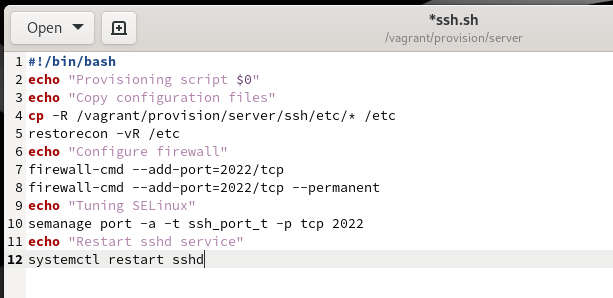 Open
*ssh.sh
/vagrant/provision/server
1 #!/bin/bash
2 echo "Provisioning script $0"
3 echo "Copy configuration files"
4 cp -R /vagrant/provision/server/ssh/etc/* /etc
5 restorecon -vR /etc
6 echo "Configure firewall"
7 firewall-cmd --add-port=2022/tcp
8 firewall-cmd --add-port=2022/tcp --permanent
9 echo "Tuning SELinux"
10 semanage port -a -t ssh_port_t -p tcp 2022
11 echo "Restart sshd service"
12 systemctl restart sshd